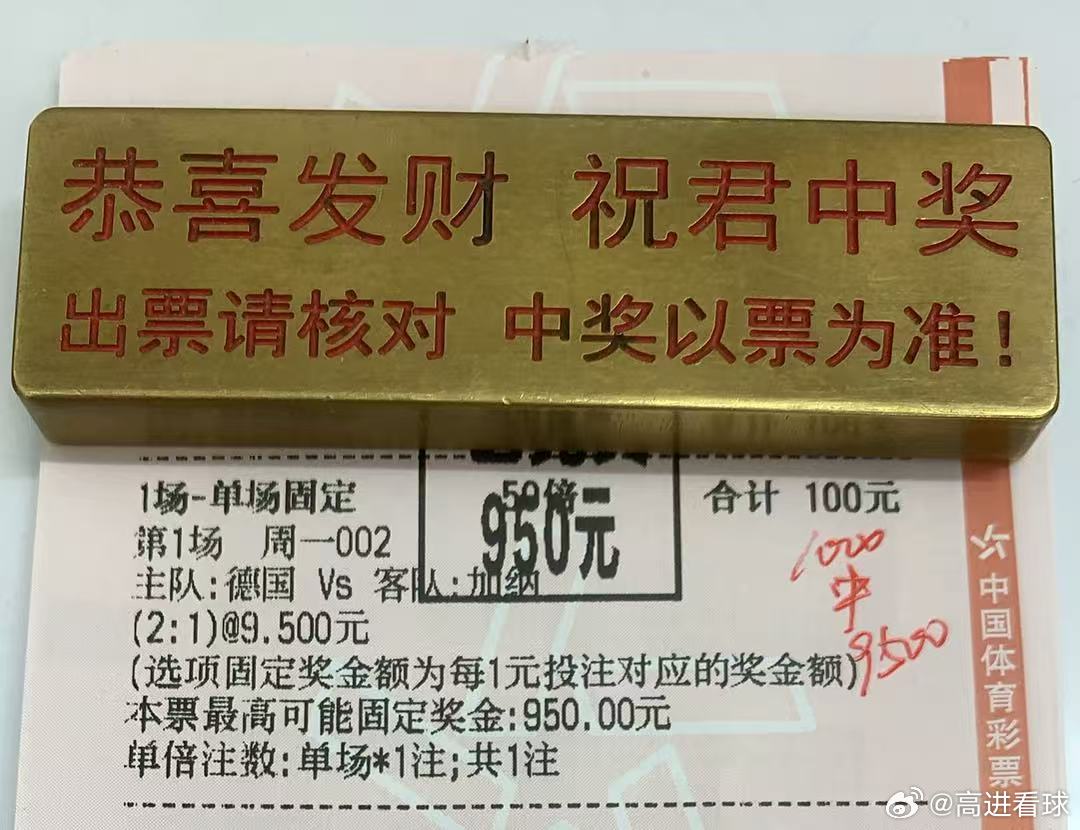 恭喜发财 祝君中奖
出票请核对 中奖以票为准!
1场-单场固定 50倍 合计 100元
950元
第1场 周一002
主队:德国 Vs 客队:加纳
(2:1)@9.500元
(选项固定奖金额为每1元投注对应的奖金额)
本票最高可能固定奖金:950.00元
单倍注数:单场*1注;共1注
1000
中
9500
中国体育彩票
@高进看球